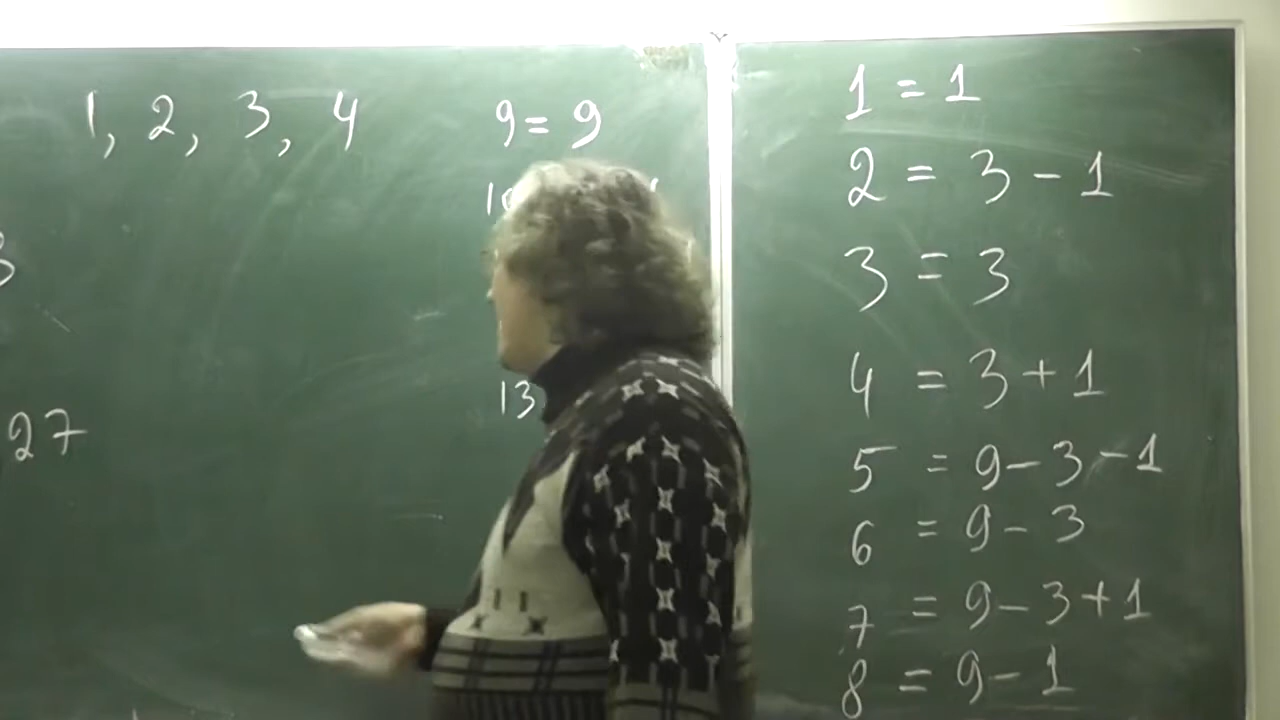 1, 2, 3, 4
27
9 = 9
13
1 = 1
2 = 3 - 1
3 = 3
4 = 3 + 1
5 = 9 - 3 - 1
6 = 9 - 3
7 = 9 - 3 + 1
8 = 9 - 1